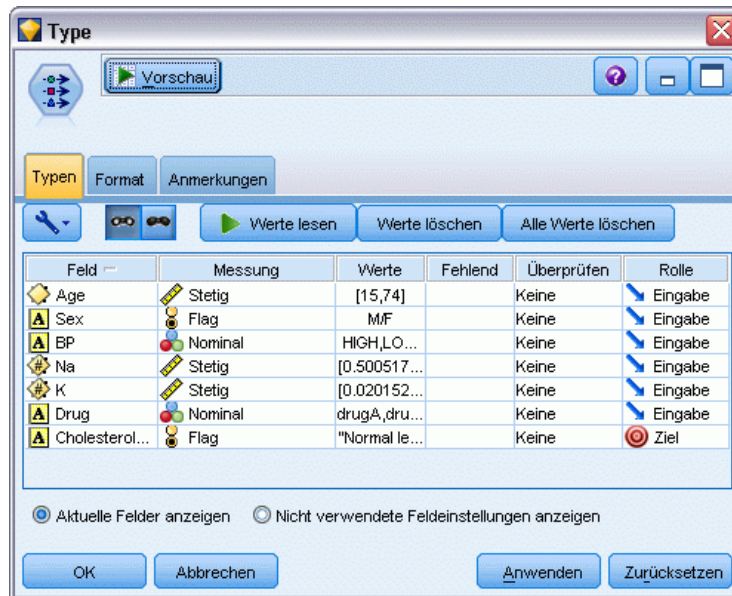 Type
Vorschau
Typen Format Anmerkungen
Werte lesen Werte löschen Alle Werte löschen
Feld Messung Werte Fehlend Überprüfen Rolle
Age Stetig [15,74] Keine Eingabe
A Sex Flag M/F Keine Eingabe
A BP Nominal HIGH,LO... Keine Eingabe
# Na Stetig [0.500517... Keine Eingabe
# K Stetig [0.020152... Keine Eingabe
A Drug Nominal drugA,dru... Keine Eingabe
A Cholesterol... Flag "Normal le... Keine Ziel
Aktuelle Felder anzeigen Nicht verwendete Feldeinstellungen anzeigen
OK Abbrechen Anwenden Zurücksetzen